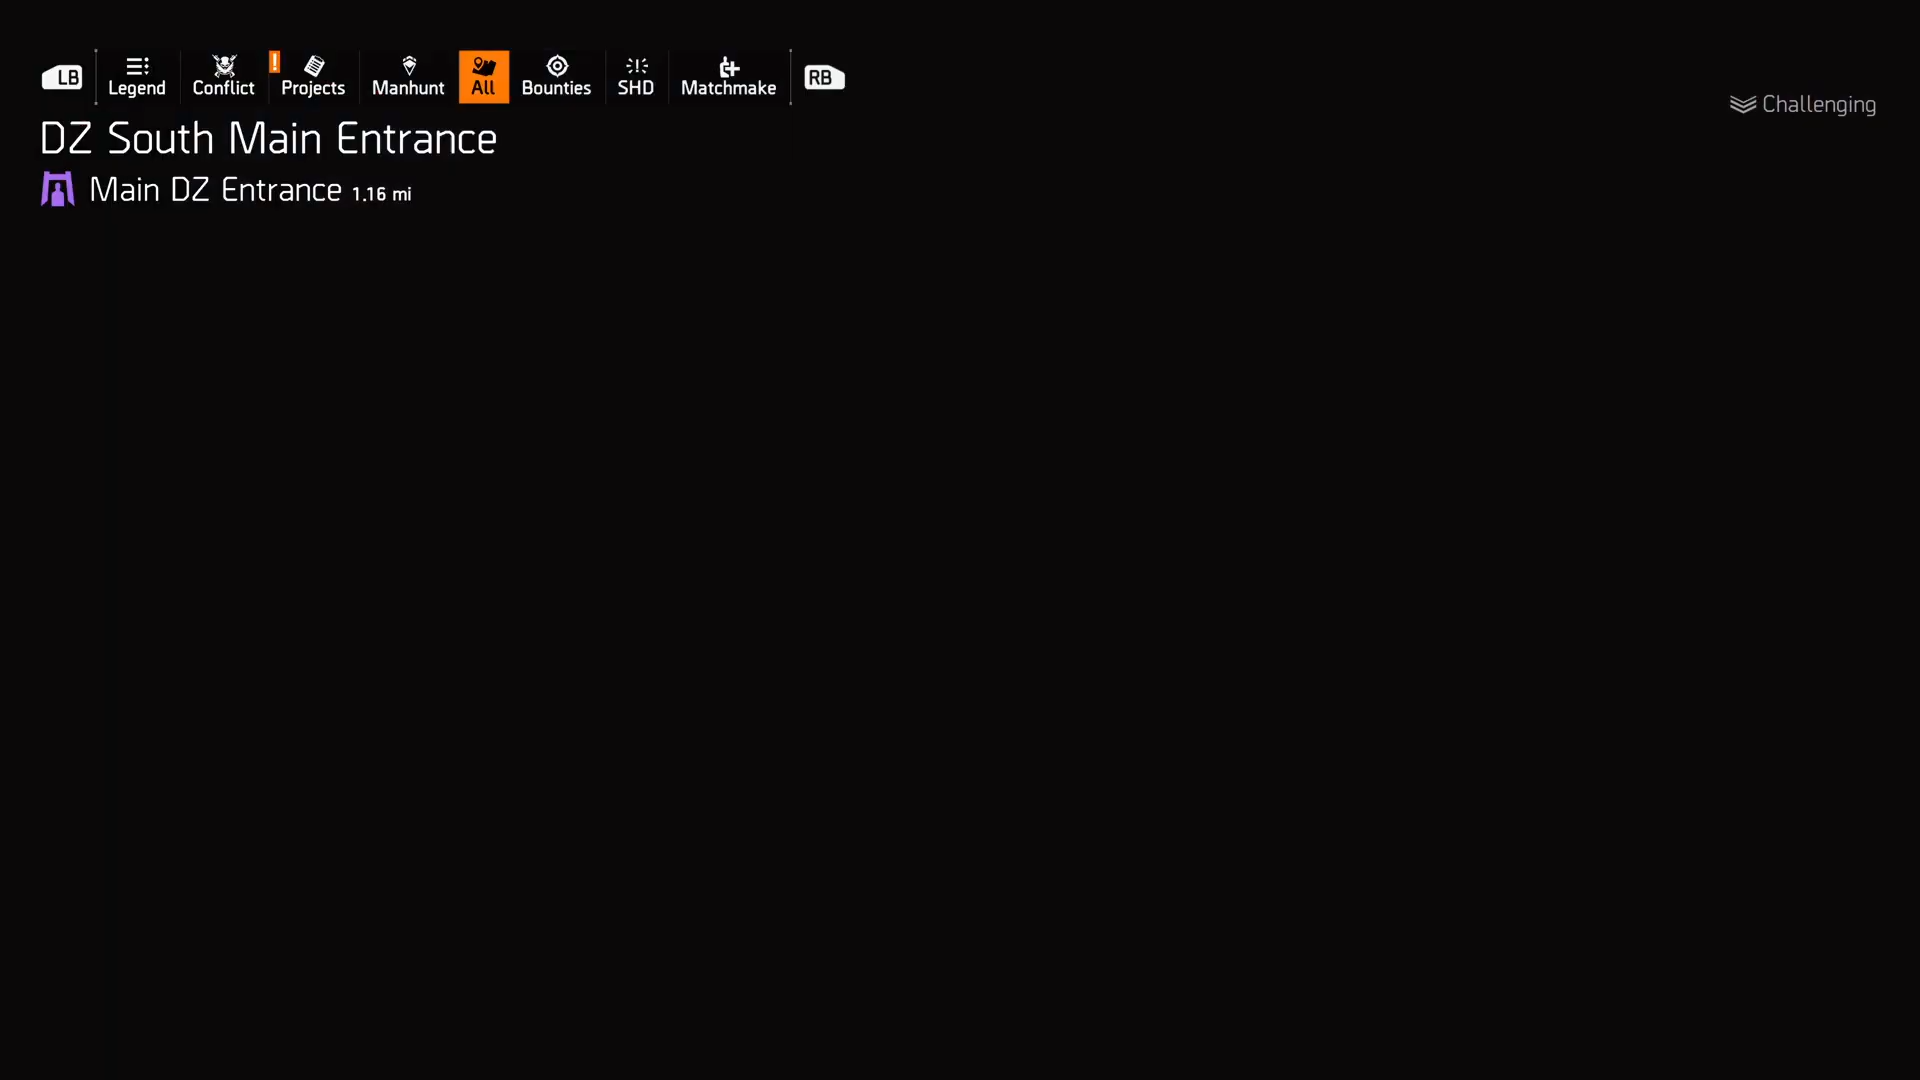 LB Legend Conflict ! Projects Manhunt All Bounties SHD Matchmake RB
Challenging
DZ South Main Entrance
Main DZ Entrance 1.16 mi